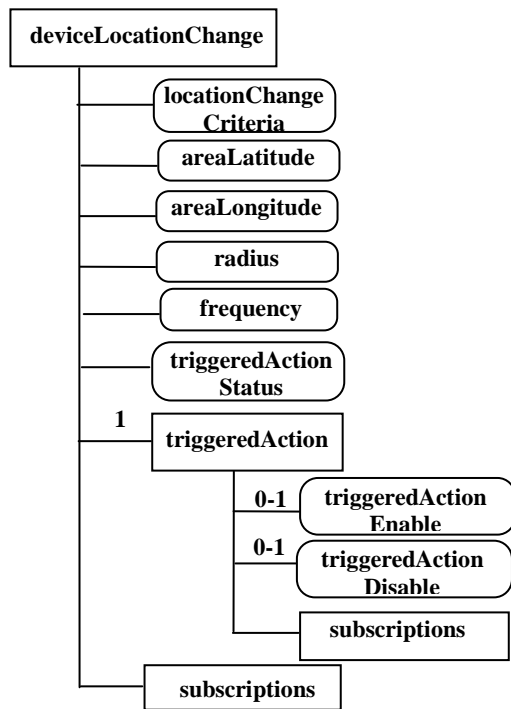 deviceLocationChange
locationChange
Criteria
areaLatitude
areaLongitude
radius
frequency
triggeredAction
Status
1
triggeredAction
0-1
triggeredAction
Enable
0-1
triggeredAction
Disable
subscriptions
subscriptions